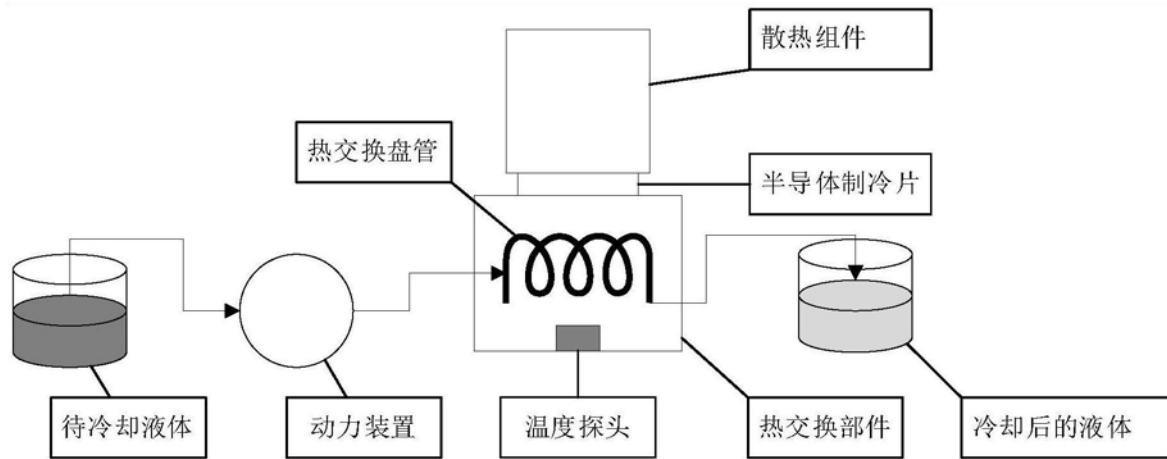 散热组件
热交换盘管
半导体制冷片
待冷却液体
动力装置
温度探头
热交换部件
冷却后的液体